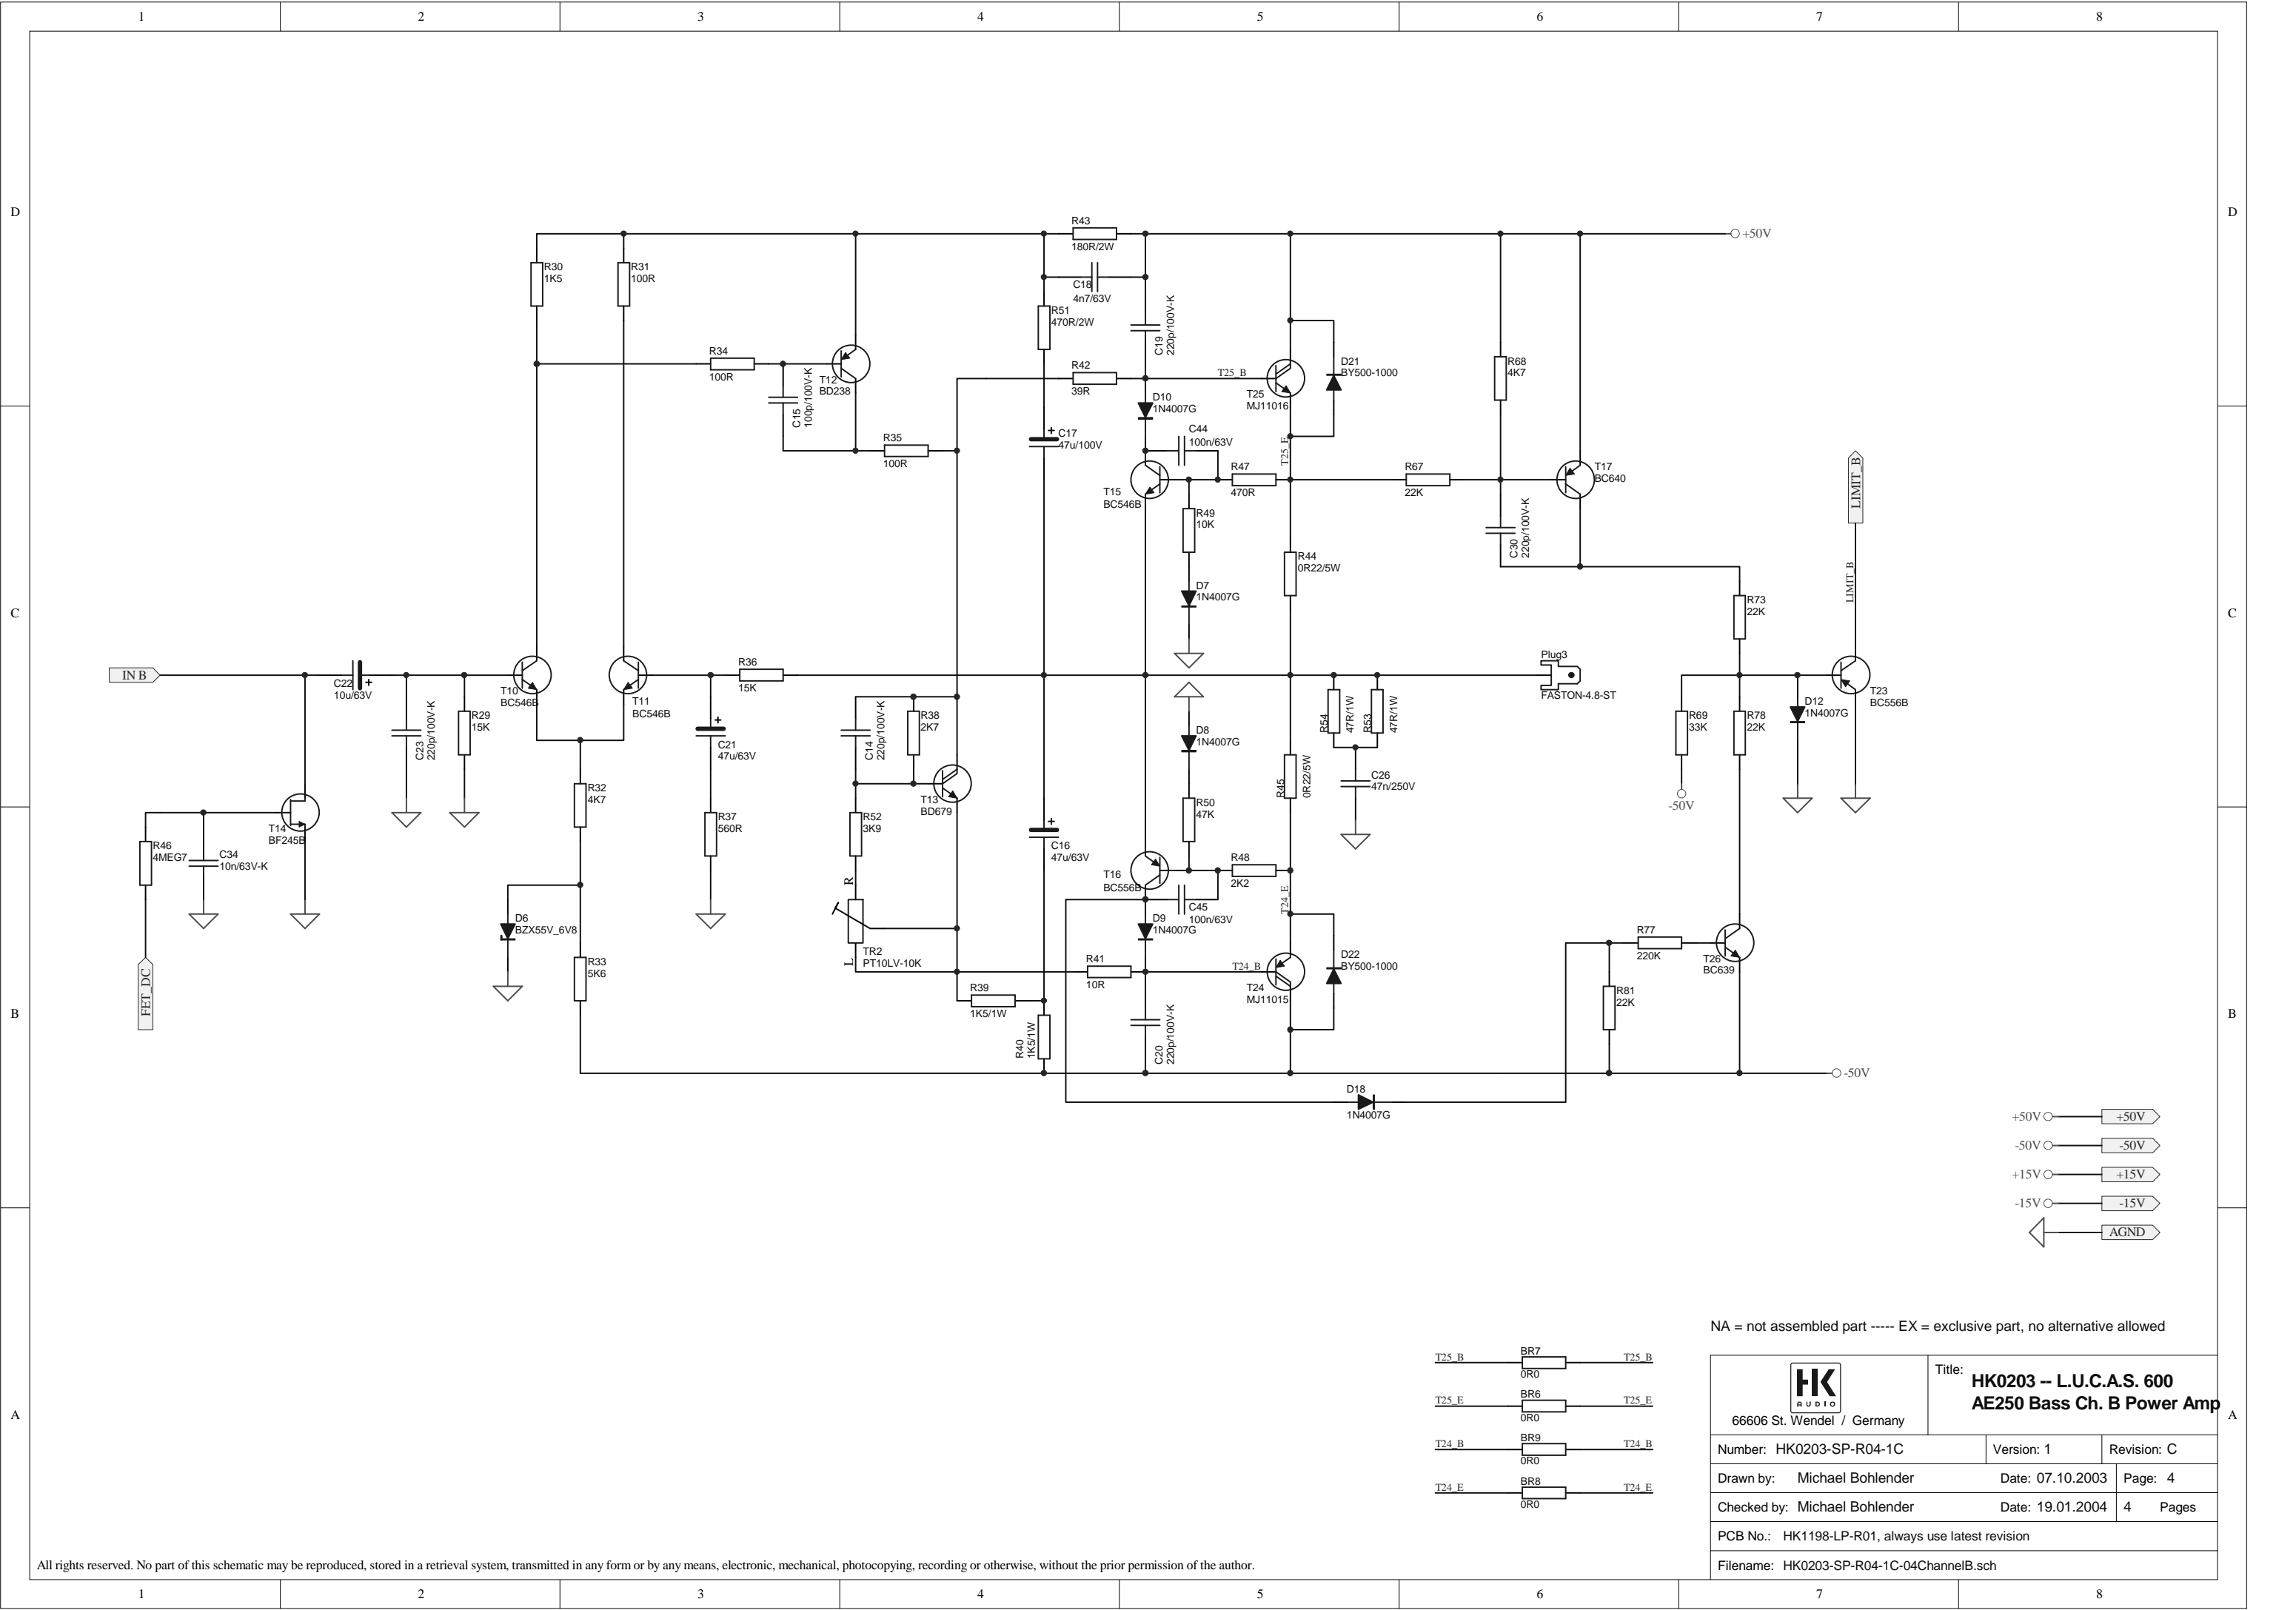 1 2 3 4 5 6 7 8
D D
R43
180R/2W
+50V
R30
1K5
R31
100R
C18
4n7/63V
R51
470R/2W
C19
220p/100V-K
R34
100R
T12
BD238
C15
100p/100V-K
R42
39R
T25_B
T25
MJ11016
D21
BY500-1000
R68
4K7
D10
1N4007G
R35
100R
C17
47u/100V
C44
100n/63V
T25_E
T15
BC546B
R47
470R
R67
22K
T17
BC640
LIMIT_B
R49
10K
C30
220p/100V-K
R44
0R22/5W
LIMIT_B
C C
D7
1N4007G
R73
22K
IN B
C22
10u/63V
T10
BC546B
T11
BC546B
R36
15K
Plug3
FASTON-4.8-ST
T23
BC556B
C23
220p/100V-K
R29
15K
C21
47u/63V
C14
220p/100V-K
R38
2K7
D8
1N4007G
R54
47R/1W
R53
47R/1W
R69
33K
R78
22K
D12
1N4007G
R32
4K7
T13
BD679
R45
0R22/5W
C26
47n/250V
-50V
T14
BF245B
R37
560R
R52
3K9
R50
47K
R46
4MEG7
C34
10n/63V-K
C16
47u/63V
T16
BC556B
R48
2K2
R
C45
100n/63V
T24_E
D6
BZX55V_6V8
D9
1N4007G
TR2
PT10LV-10K
L
R33
5K6
R41
10R
T24_B
T24
MJ11015
D22
BY500-1000
R77
220K
T26
BC639
FET_DC
R39
1K5/1W
R81
22K
B B
R40
1K5/1W
C20
220p/100V-K
-50V
D18
1N4007G
+50V +50V
-50V -50V
+15V +15V
-15V -15V
AGND
NA = not assembled part ----- EX = exclusive part, no alternative allowed
T25_B BR7 T25_B
0R0
T25_E BR6 T25_E
0R0
T24_B BR9 T24_B
0R0
T24_E BR8 T24_E
0R0
A A
HK
AUDIO
66606 St. Wendel / Germany
Title: HK0203 -- L.U.C.A.S. 600
AE250 Bass Ch. B Power Amp
Number: HK0203-SP-R04-1C Version: 1 Revision: C
Drawn by: Michael Bohlender Date: 07.10.2003 Page: 4
Checked by: Michael Bohlender Date: 19.01.2004 4 Pages
PCB No.: HK1198-LP-R01, always use latest revision
Filename: HK0203-SP-R04-1C-04ChannelB.sch
All rights reserved. No part of this schematic may be reproduced, stored in a retrieval system, transmitted in any form or by any means, electronic, mechanical, photocopying, recording or otherwise, without the prior permission of the author.
1 2 3 4 5 6 7 8